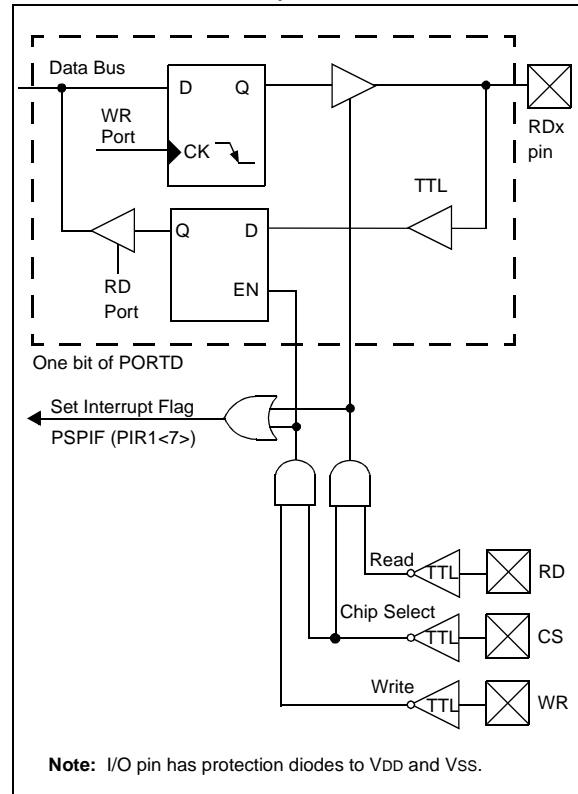 Data Bus
D Q
WR
Port
CK
RDx
pin
TTL
Q D
RD
Port
EN
One bit of PORTD
Set Interrupt Flag
PSPIF (PIR1<7>)
Read
TTL
RD
Chip Select
TTL
CS
Write
TTL
WR
Note: I/O pin has protection diodes to VDD and VSS.